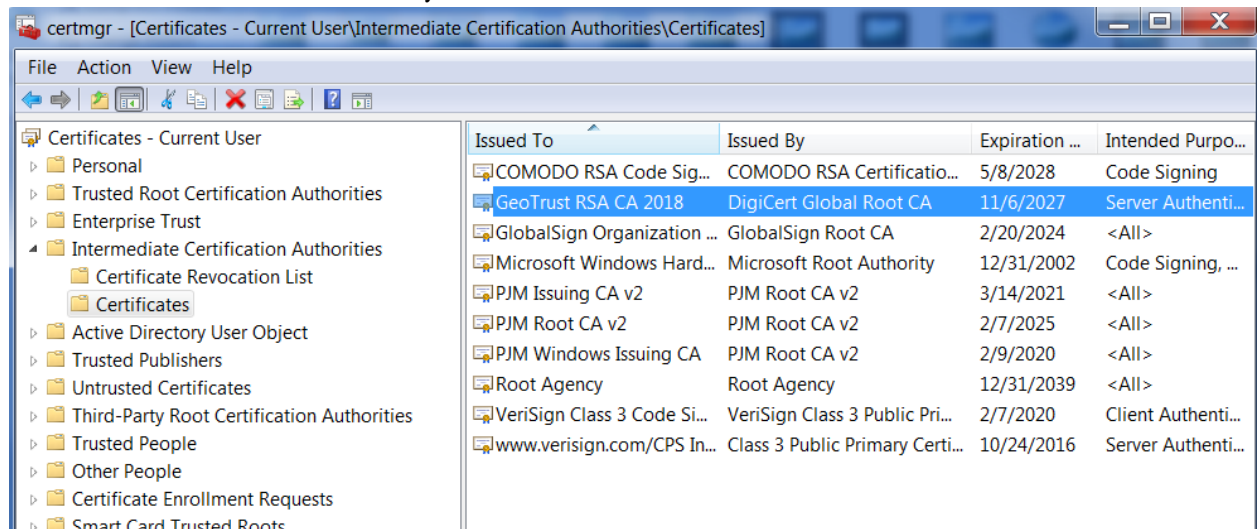 certmgr - [Certificates - Current User\Intermediate Certification Authorities\Certificates]
File Action View Help
Certificates - Current User
Personal
Trusted Root Certification Authorities
Enterprise Trust
Intermediate Certification Authorities
Certificate Revocation List
Certificates
Active Directory User Object
Trusted Publishers
Untrusted Certificates
Third-Party Root Certification Authorities
Trusted People
Other People
Certificate Enrollment Requests
Smart Card Trusted Roots
Issued To Issued By Expiration ... Intended Purpo...
COMODO RSA Code Sig... COMODO RSA Certificatio... 5/8/2028 Code Signing
GeoTrust RSA CA 2018 DigiCert Global Root CA 11/6/2027 Server Authenti...
GlobalSign Organization ... GlobalSign Root CA 2/20/2024 <All>
Microsoft Windows Hard... Microsoft Root Authority 12/31/2002 Code Signing, ...
PJM Issuing CA v2 PJM Root CA v2 3/14/2021 <All>
PJM Root CA v2 PJM Root CA v2 2/7/2025 <All>
PJM Windows Issuing CA PJM Root CA v2 2/9/2020 <All>
Root Agency Root Agency 12/31/2039 <All>
VeriSign Class 3 Code Si... VeriSign Class 3 Public Pri... 2/7/2020 Client Authenti...
www.verisign.com/CPS In... Class 3 Public Primary Certi... 10/24/2016 Server Authenti...